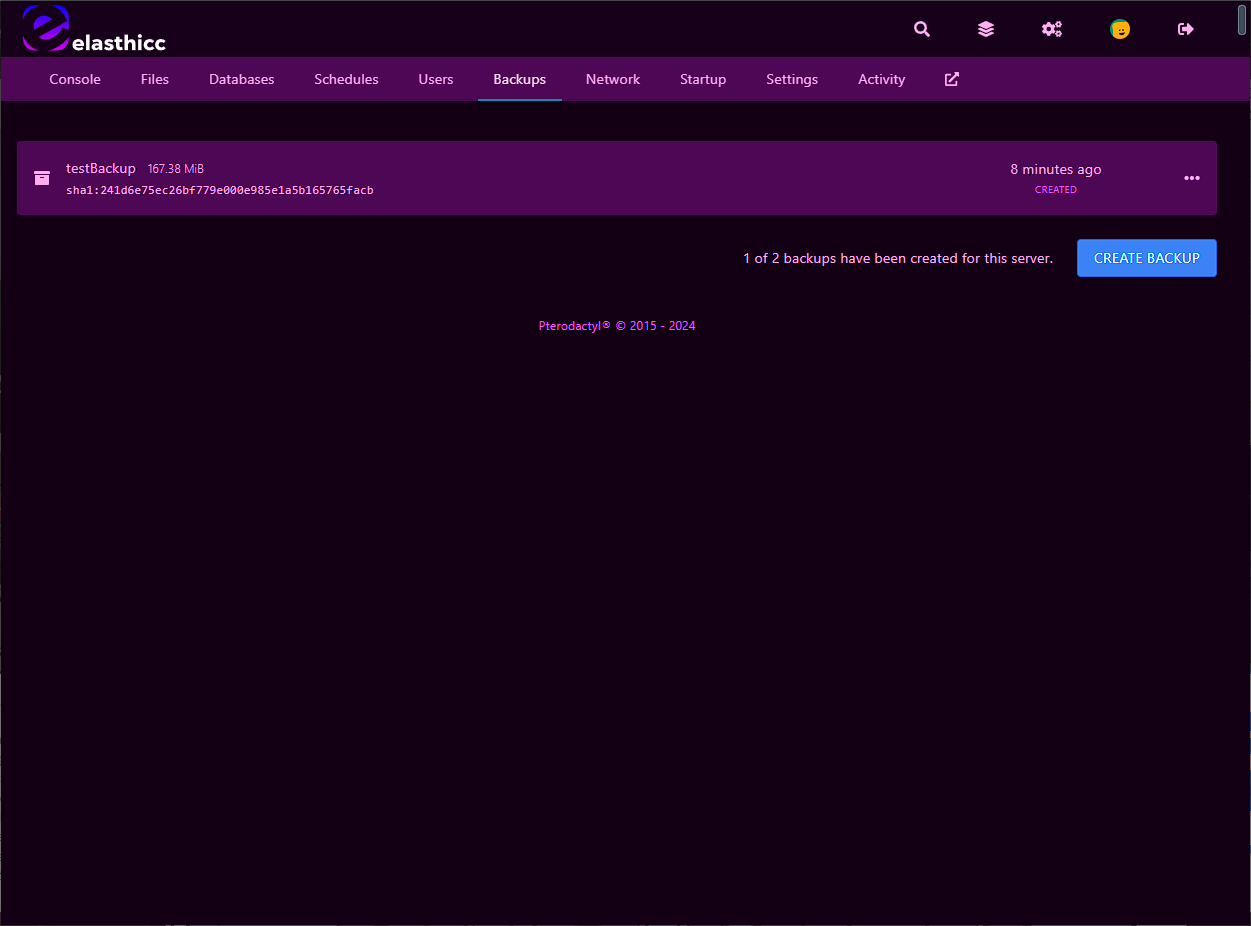 elasthicc
Console Files Databases Schedules Users Backups Network Startup Settings Activity
testBackup 167.38 MiB
sha1:241d6e75ec26bf779e000e985e1a5b165765facb
8 minutes ago
CREATED
1 of 2 backups have been created for this server.
CREATE BACKUP
Pterodactyl® © 2015 - 2024